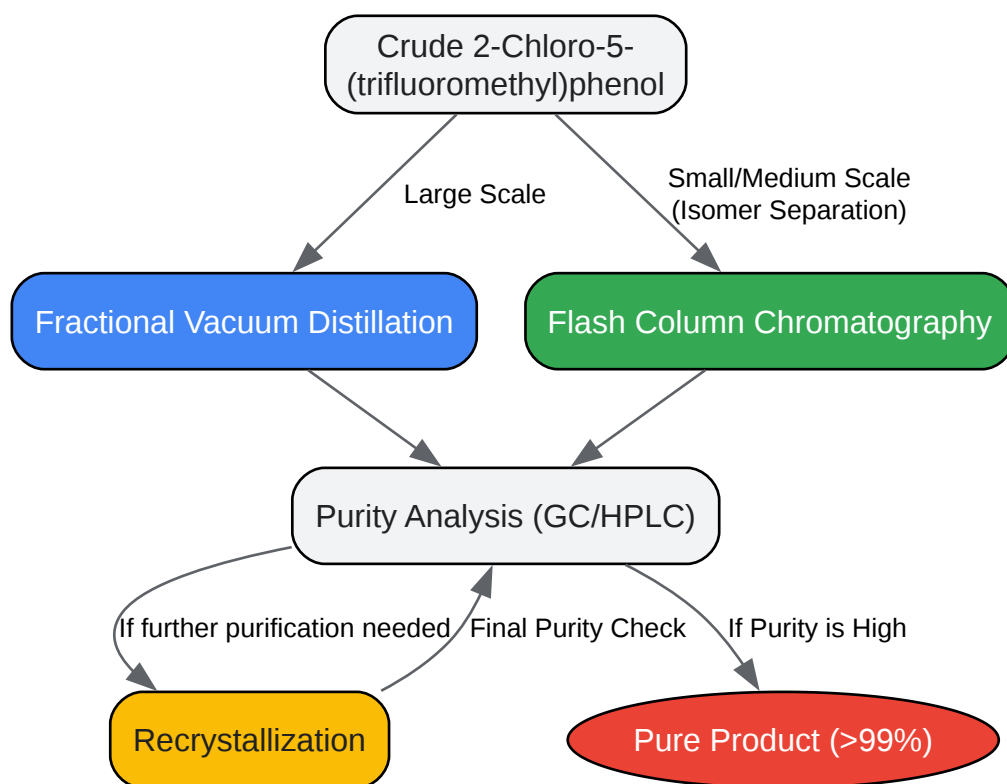 Crude 2-Chloro-5-
(trifluoromethyl)phenol
Large Scale
Small/Medium Scale
(Isomer Separation)
Fractional Vacuum Distillation
Flash Column Chromatography
Purity Analysis (GC/HPLC)
If further purification needed
Final Purity Check
If Purity is High
Recrystallization
Pure Product (>99%)